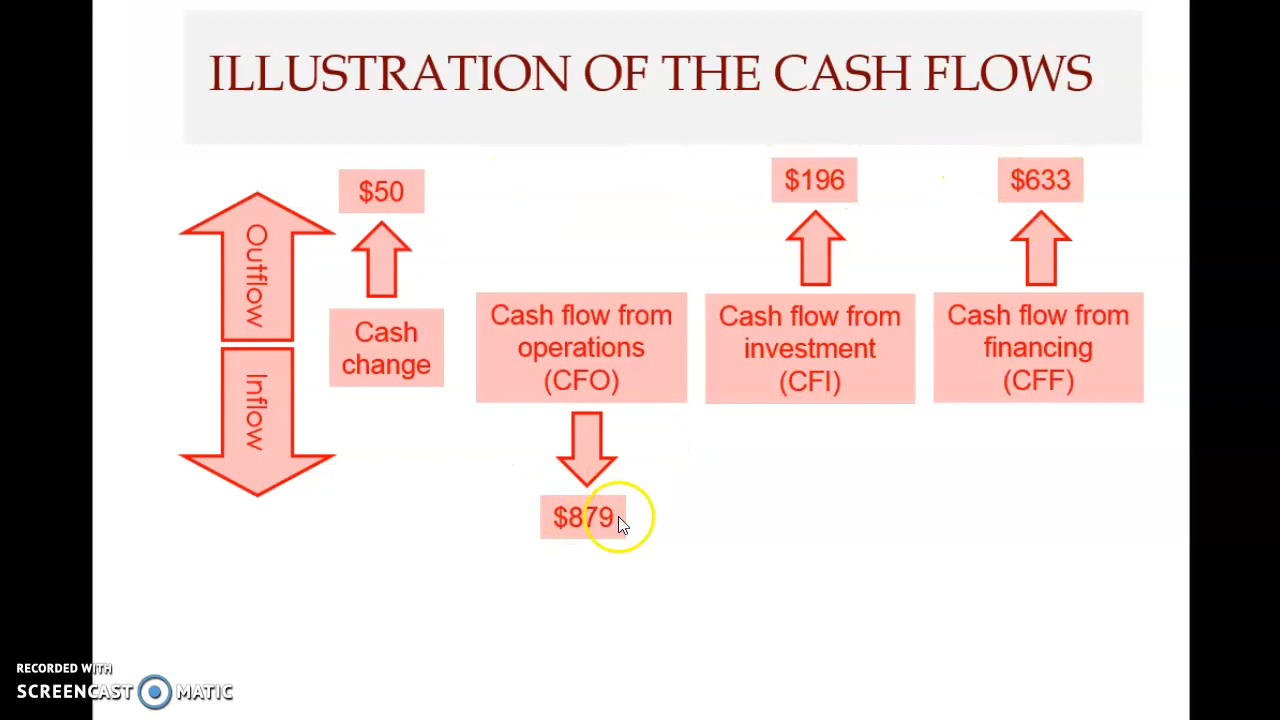 ILLUSTRATION OF THE CASH FLOWS
Outflow
Inflow
$50
Cash
change
Cash flow from
operations
(CFO)
$879
$196
Cash flow from
investment
(CFI)
$633
Cash flow from
financing
(CFF)
RECORDED WITH
SCREENCAST MATIC